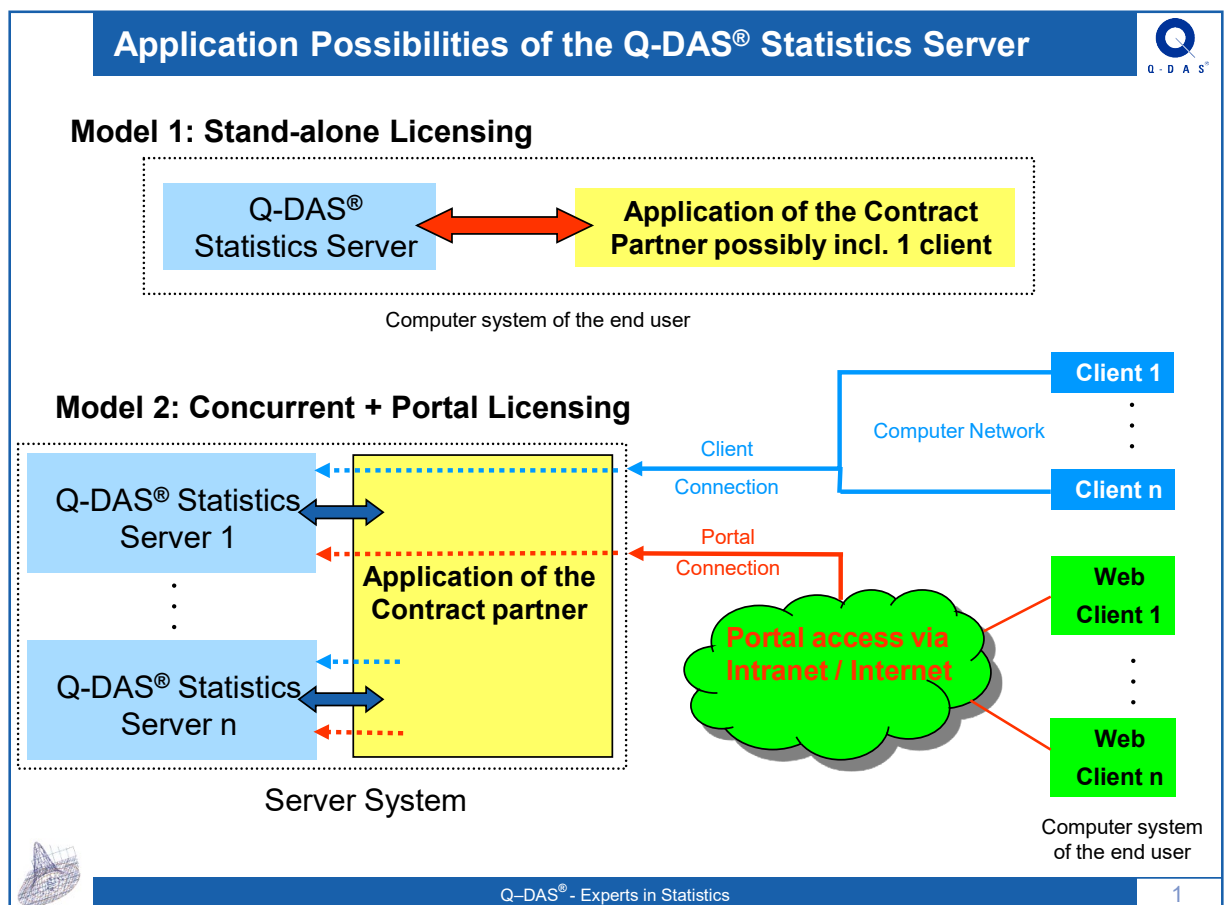 Application Possibilities of the Q-DAS® Statistics Server
Q-DAS®
Model 1: Stand-alone Licensing
Q-DAS®
Statistics Server
Application of the Contract
Partner possibly incl. 1 client
Computer system of the end user
Model 2: Concurrent + Portal Licensing
Client 1
Computer Network
Client n
Client
Connection
Portal
Connection
Q-DAS® Statistics
Server 1
Application of the
Contract partner
Q-DAS® Statistics
Server n
Server System
Portal access via
Intranet / Internet
Web
Client 1
Web
Client n
Computer system
of the end user
Q–DAS® - Experts in Statistics
1